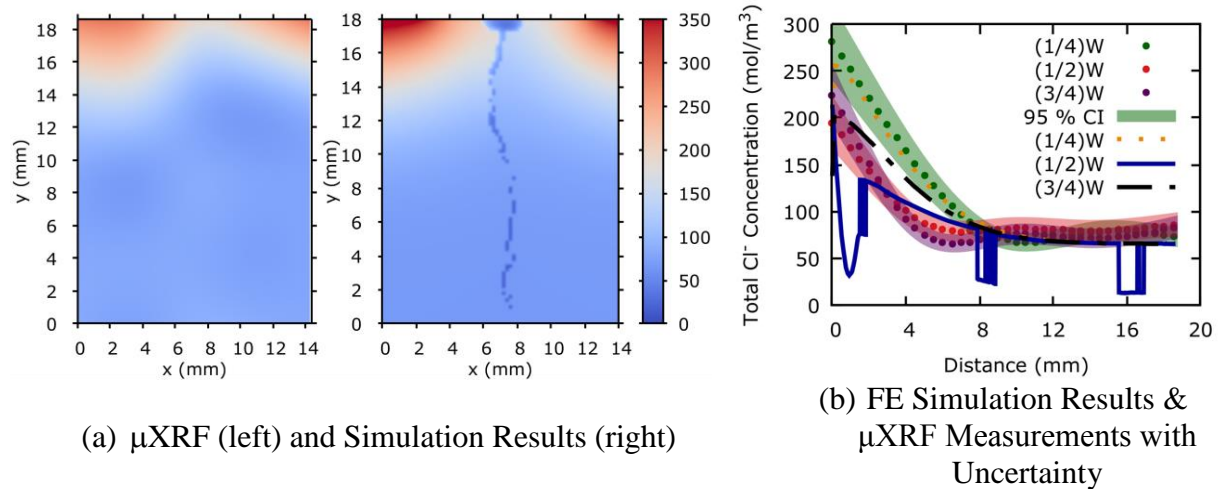 18
16
14
12
10
8
6
4
2
0
y (mm)
0 2 4 6 8 10 12 14
x (mm)
18
16
14
12
10
8
6
4
2
0
y (mm)
0 2 4 6 8 10 12 14
x (mm)
350
300
250
200
150
100
50
0
(a) μXRF (left) and Simulation Results (right)
300
250
200
150
100
50
0
Total Cl⁻ Concentration (mol/m³)
(1/4)W
(1/2)W
(3/4)W
95 % CI
(1/4)W
(1/2)W
(3/4)W
0 4 8 12 16 20
Distance (mm)
(b) FE Simulation Results &
μXRF Measurements with
Uncertainty